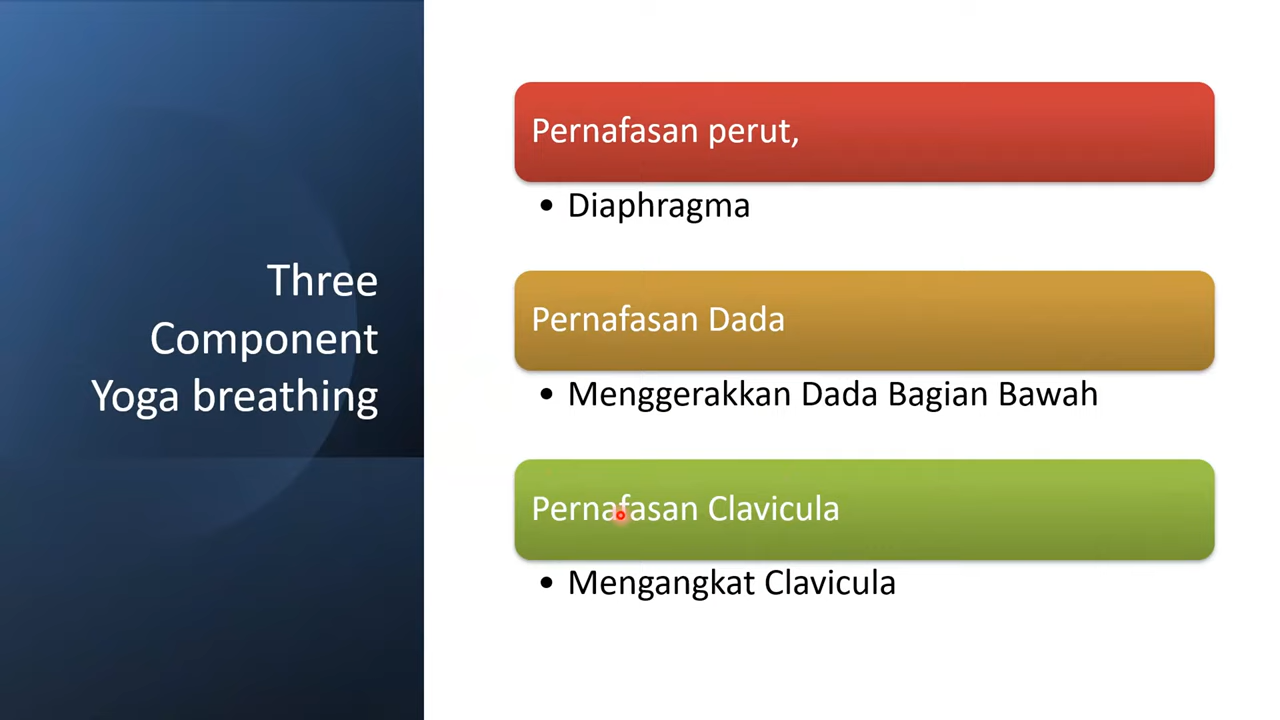 Three
Component
Yoga breathing
Pernafasan perut,
• Diaphragma
Pernafasan Dada
• Menggerakkan Dada Bagian Bawah
Pernafasan Clavicula
• Mengangkat Clavicula